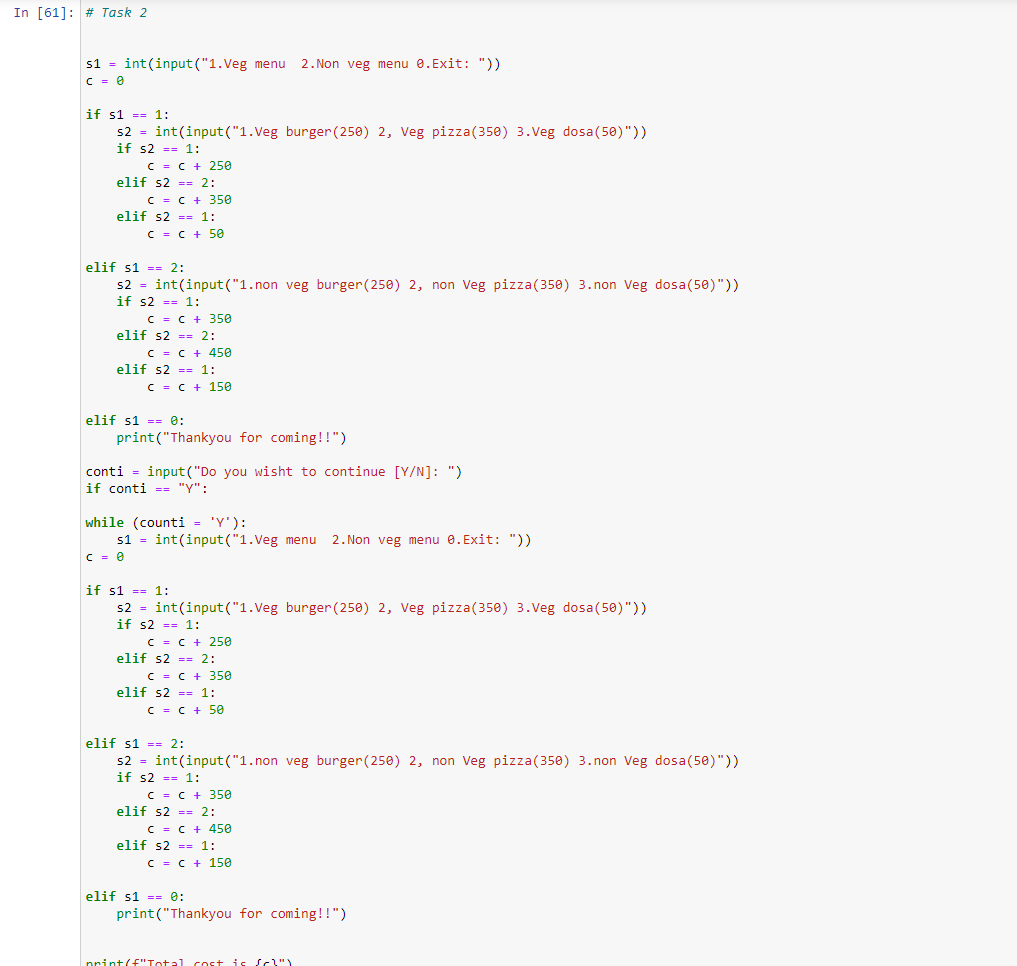 In [61]: # Task 2
s1 = int(input("1.Veg menu  2.Non veg menu 0.Exit: "))
c = 0
if s1 == 1:
    s2 = int(input("1.Veg burger(250) 2, Veg pizza(350) 3.Veg dosa(50)"))
    if s2 == 1:
        c = c + 250
    elif s2 == 2:
        c = c + 350
    elif s2 == 1:
        c = c + 50
elif s1 == 2:
    s2 = int(input("1.non veg burger(250) 2, non Veg pizza(350) 3.non Veg dosa(50)"))
    if s2 == 1:
        c = c + 350
    elif s2 == 2:
        c = c + 450
    elif s2 == 1:
        c = c + 150
elif s1 == 0:
    print("Thankyou for coming!!")
conti = input("Do you wisht to continue [Y/N]: ")
if conti == "Y":
while (counti = 'Y'):
    s1 = int(input("1.Veg menu  2.Non veg menu 0.Exit: "))
c = 0
if s1 == 1:
    s2 = int(input("1.Veg burger(250) 2, Veg pizza(350) 3.Veg dosa(50)"))
    if s2 == 1:
        c = c + 250
    elif s2 == 2:
        c = c + 350
    elif s2 == 1:
        c = c + 50
elif s1 == 2:
    s2 = int(input("1.non veg burger(250) 2, non Veg pizza(350) 3.non Veg dosa(50)"))
    if s2 == 1:
        c = c + 350
    elif s2 == 2:
        c = c + 450
    elif s2 == 1:
        c = c + 150
elif s1 == 0:
    print("Thankyou for coming!!")
print(f"Total cost is {c}")